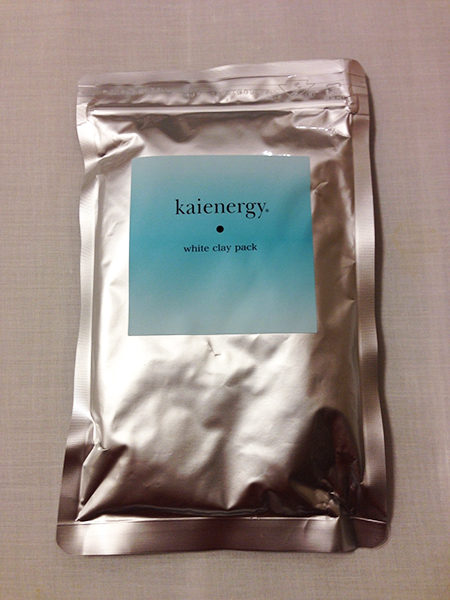 kaienergy®
●
white clay pack